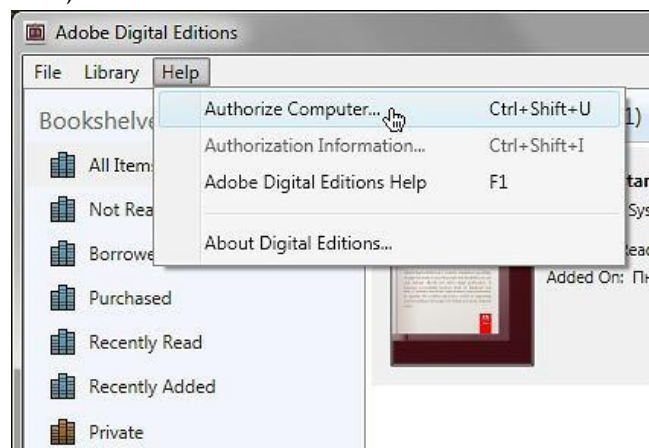 Adobe Digital Editions
File Library Help
Authorize Computer... Ctrl+Shift+U
Authorization Information... Ctrl+Shift+I
Adobe Digital Editions Help F1
About Digital Editions...
1)
All Item
Not Rea
Borrowe
Purchased
Recently Read
Recently Added
Private
Added On: